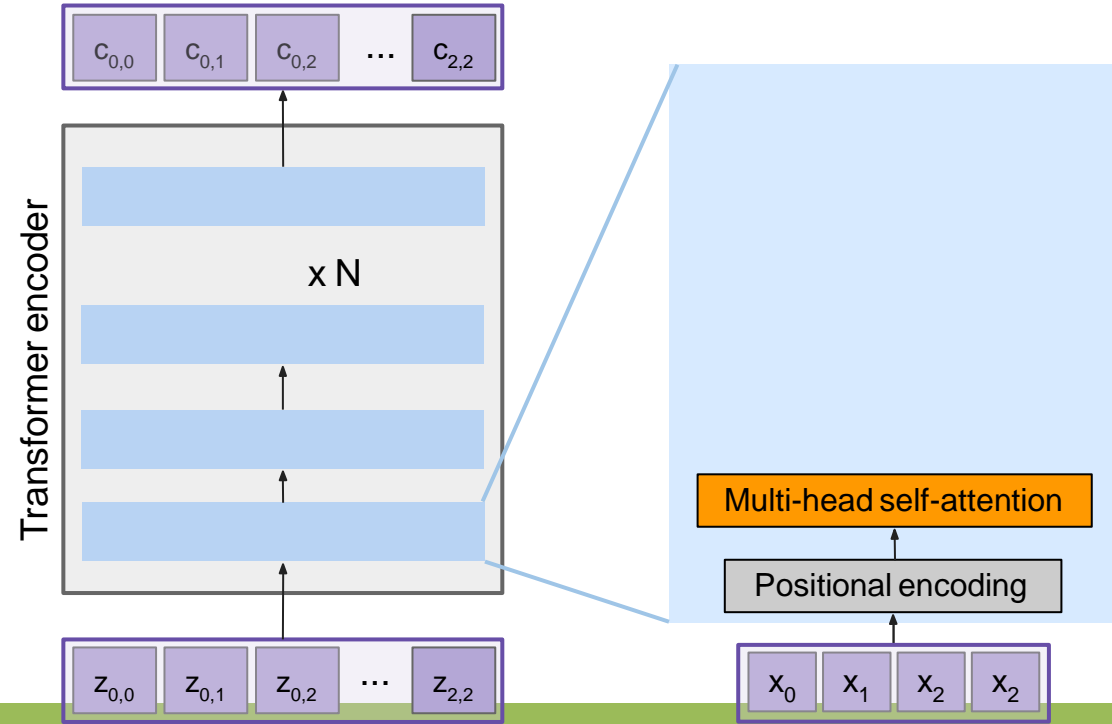 c0,0 c0,1 c0,2 ... c2,2
Transformer encoder
x N
z0,0 z0,1 z0,2 ... z2,2
Multi-head self-attention
Positional encoding
x0 x1 x2 x2